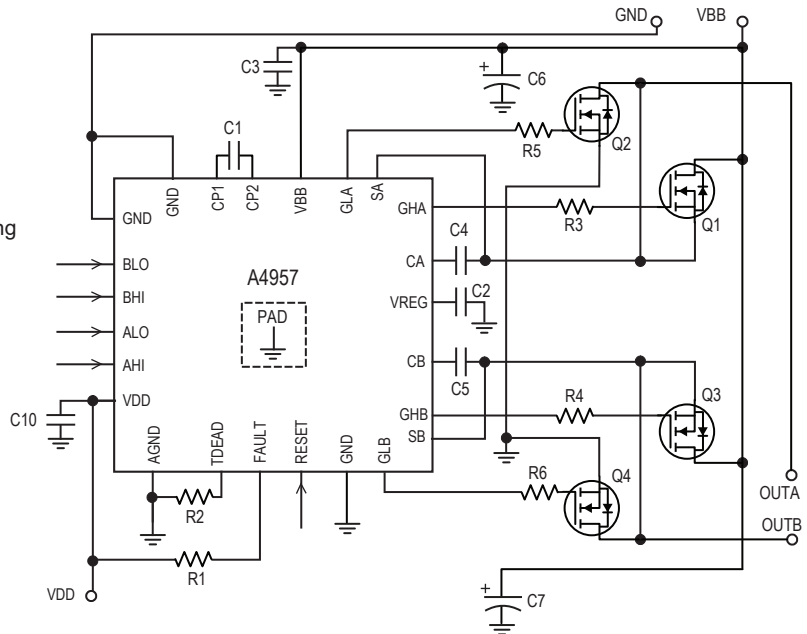 GND
VBB
C3
C6
C1
R5
Q2
GND
CP1
CP2
VBB
GLA
SA
GND
GHA
R3
Q1
ng
BLO
C4
CA
A4957
BHI
C2
VREG
PAD
ALO
AHI
CB
C5
Q3
VDD
R4
C10
GHB
SB
AGND
TDEAD
FAULT
RESET
GND
GLB
R6
Q4
OUTA
R2
OUTB
R1
VDD
C7
+
+